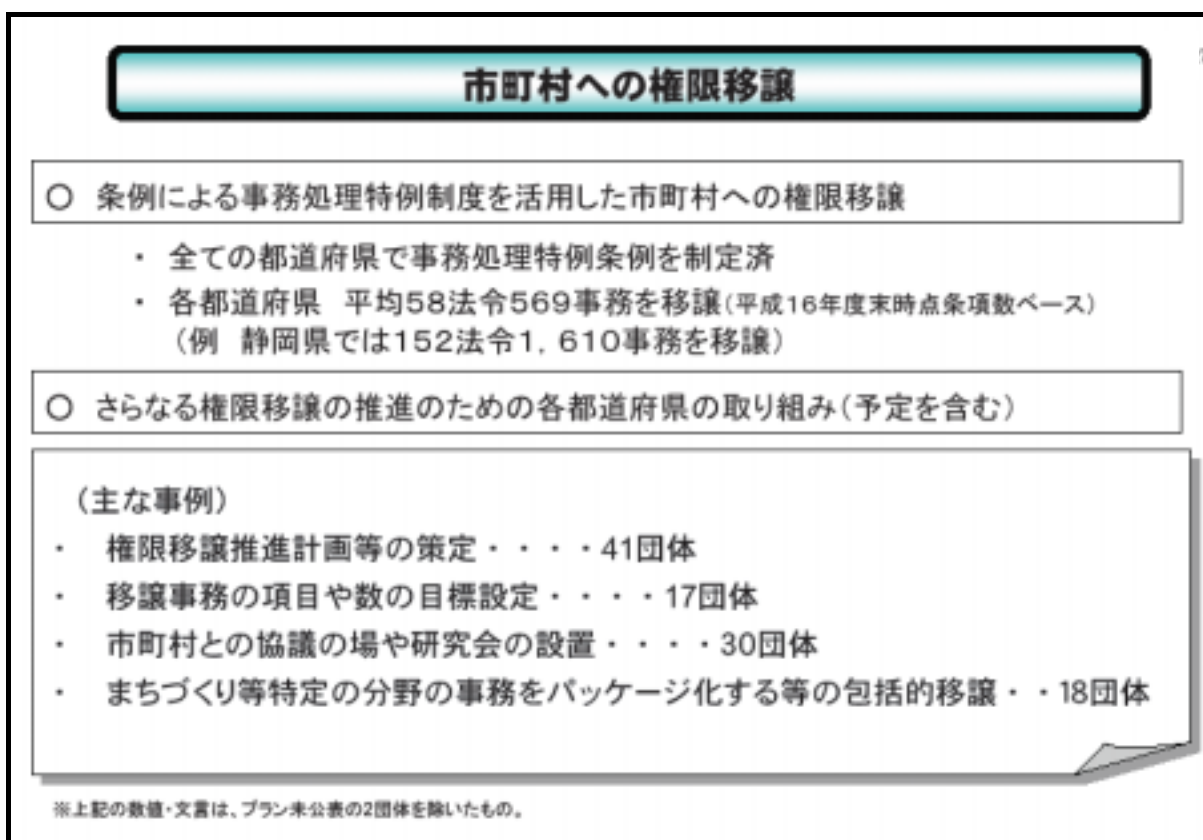 市町村への権限移譲
○ 条例による事務処理特例制度を活用した市町村への権限移譲
・ 全ての都道府県で事務処理特例条例を制定済
・ 各都道府県 平均58法令569事務を移譲(平成16年度末時点条項数ベース)
(例 静岡県では152法令1,610事務を移譲)
○ さらなる権限移譲の推進のための各都道府県の取り組み(予定を含む)
(主な事例)
・ 権限移譲推進計画等の策定・・・・41団体
・ 移譲事務の項目や数の目標設定・・・・17団体
・ 市町村との協議の場や研究会の設置・・・・30団体
・ まちづくり等特定の分野の事務をパッケージ化する等の包括的移譲・・18団体
※上記の数値・文言は、プラン未公表の2団体を除いたもの。